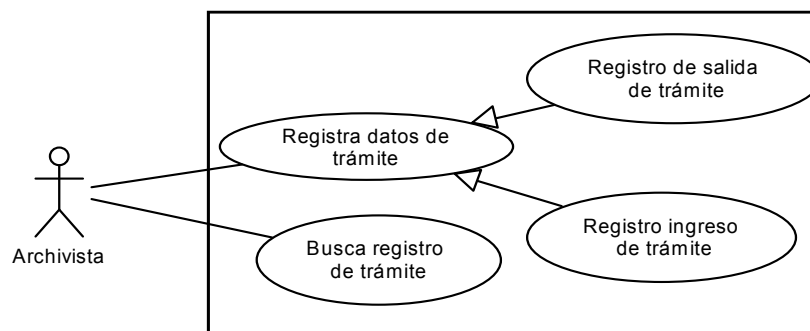 Registro de salida
de trámite
Registra datos de
trámite
Registro ingreso
de trámite
Busca registro
de trámite
Archivista